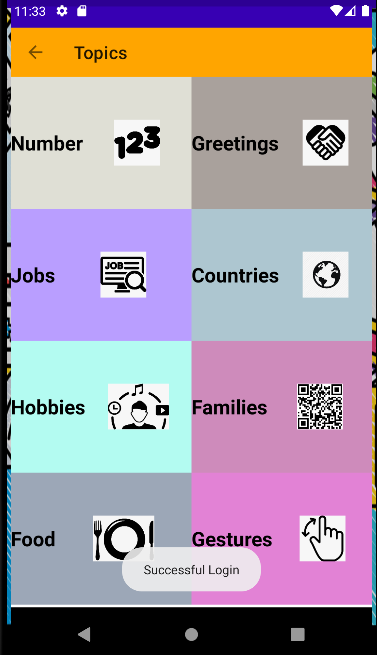 11:33
Topics
Number
123
Greetings
Jobs
JOB
Countries
Hobbies
Families
Food
Gestures
Successful Login